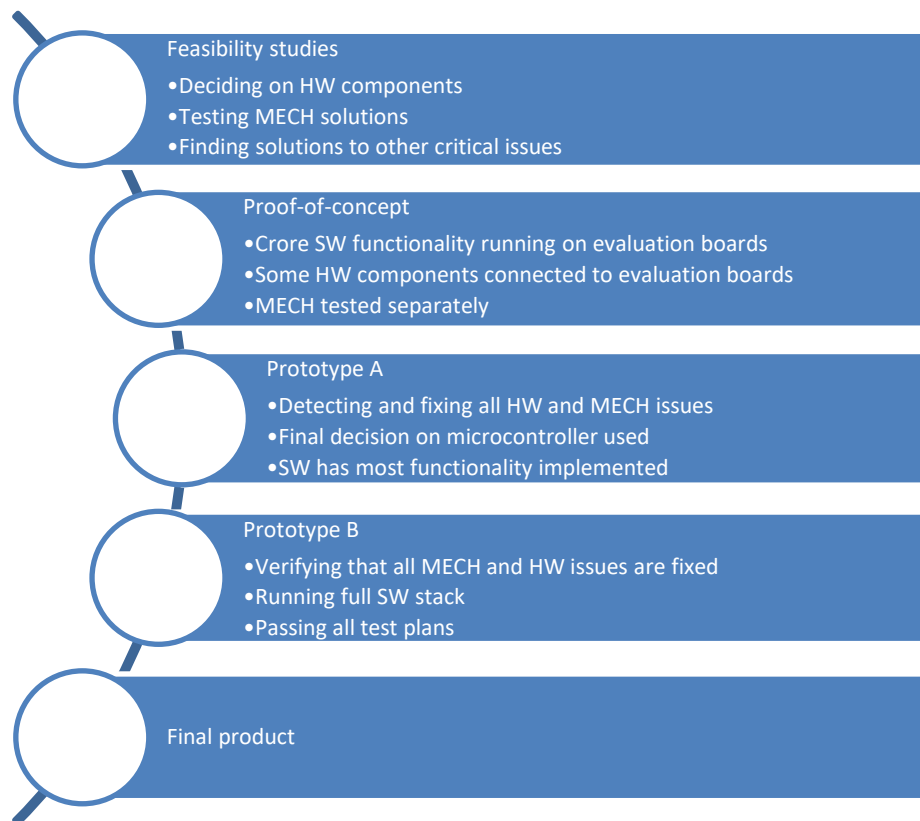 Feasibility studies
•Deciding on HW components
•Testing MECH solutions
•Finding solutions to other critical issues
Proof-of-concept
•Crore SW functionality running on evaluation boards
•Some HW components connected to evaluation boards
•MECH tested separately
Prototype A
•Detecting and fixing all HW and MECH issues
•Final decision on microcontroller used
•SW has most functionality implemented
Prototype B
•Verifying that all MECH and HW issues are fixed
•Running full SW stack
•Passing all test plans
Final product